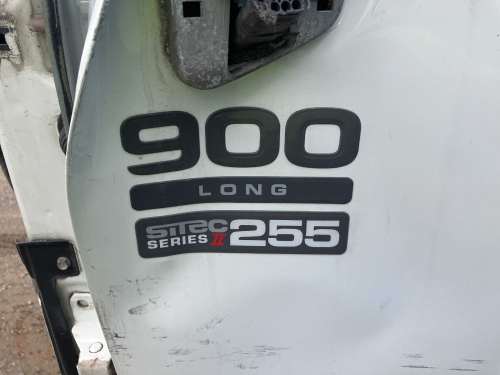 900
LONG
SiTEC
SERIES II 255